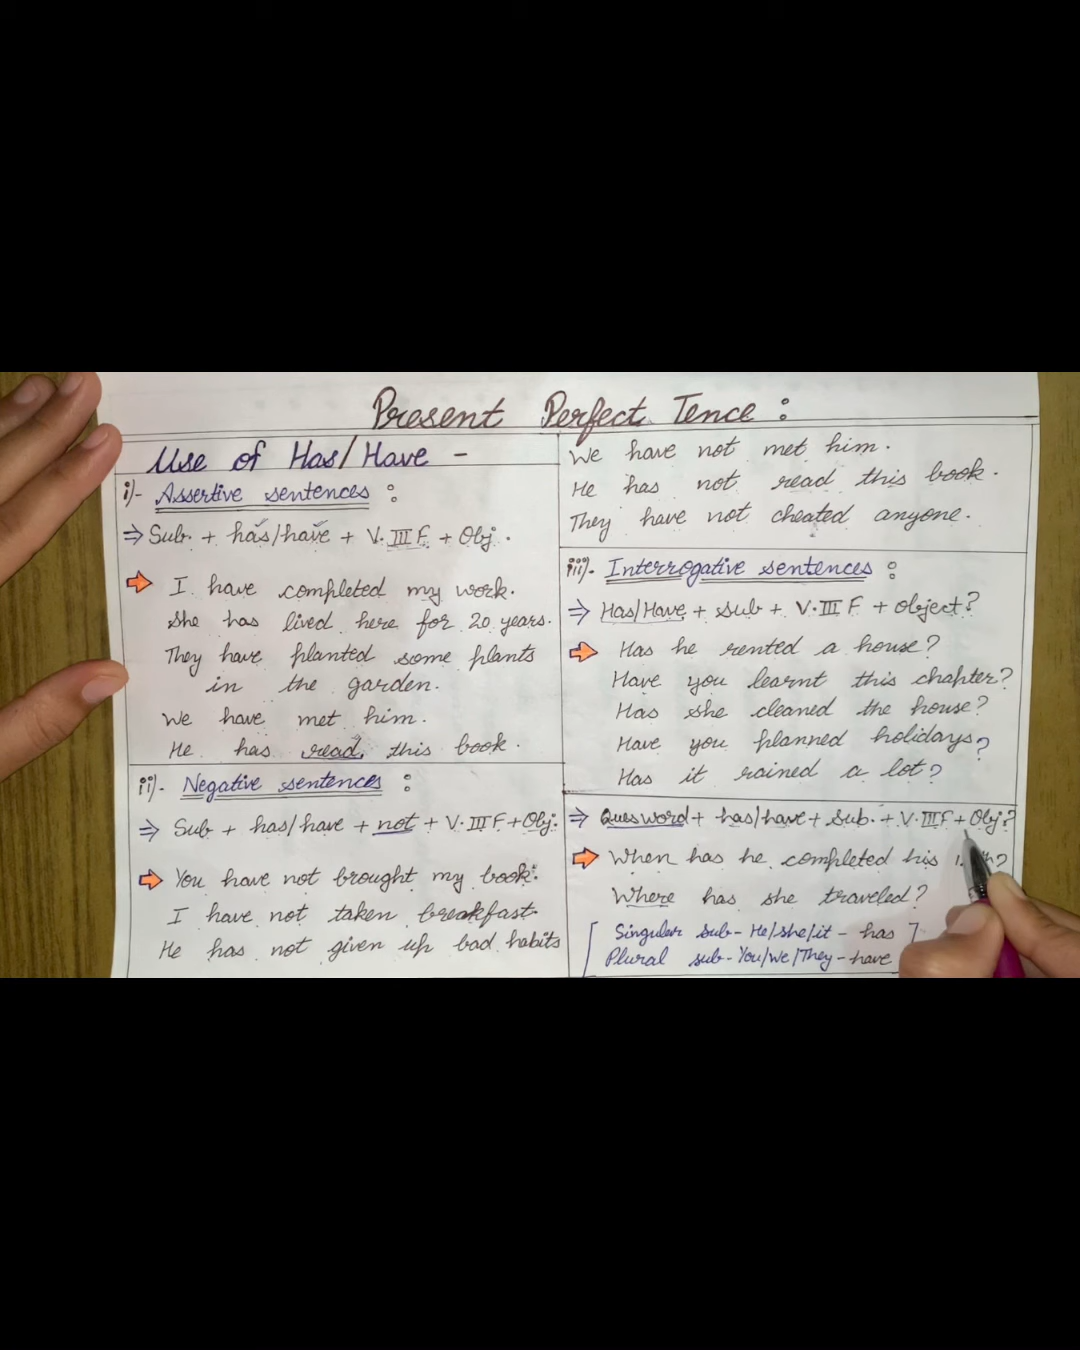 Present Perfect Tence :
Use of Has/Have -
i)- Assertive sentences :
⇒ Sub. + has/have + V.III F. + Obj.
I have completed my work.
She has lived here for 20 years.
They have planted some plants
in the garden.
We have met him.
He has read this book.
ii)- Negative sentences :
⇒ Sub + has/have + not + V.III F. + Obj.
You have not brought my book.
I have not taken breakfast.
He has not given up bad habits
We have not met him.
He has not read this book.
They have not cheated anyone.
iii)- Interrogative sentences :
⇒ Has/Have + sub + V.III F + object?
Has he rented a house?
Have you learnt this chapter?
Has she cleaned the house?
Have you planned holidays?
Has it rained a lot?
⇒ Ques word + has/have + Sub. + V.III F + Obj?
When has he completed his
Where has she traveled?
[ Singular sub - He/she/it - has ]
Plural sub - You/We/They - have